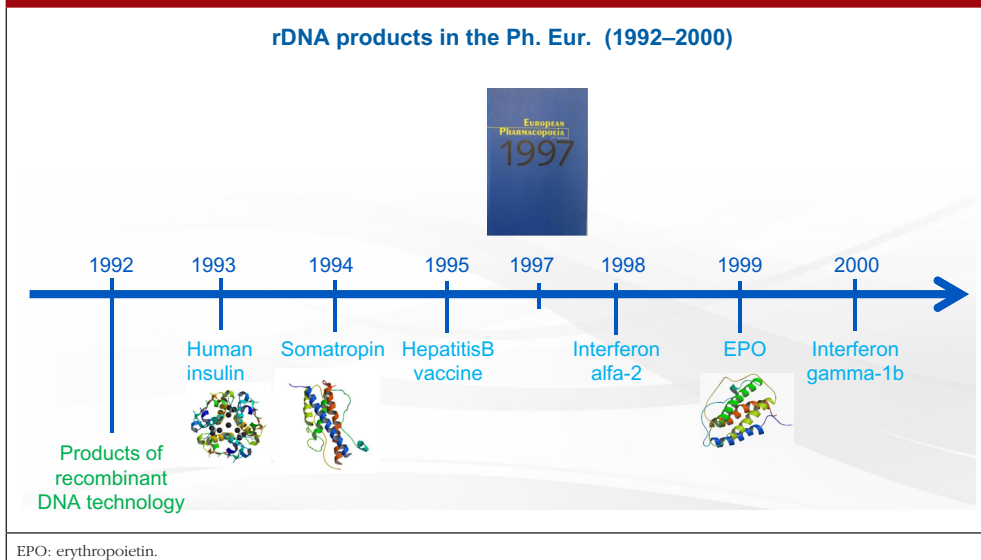 rDNA products in the Ph. Eur. (1992–2000)
European
Pharmacopoeia
1997
1992
1993
1994
1995
1997
1998
1999
2000
Human
insulin
Somatropin
HepatitisB
vaccine
Interferon
alfa-2
EPO
Interferon
gamma-1b
Products of
recombinant
DNA technology
EPO: erythropoietin.